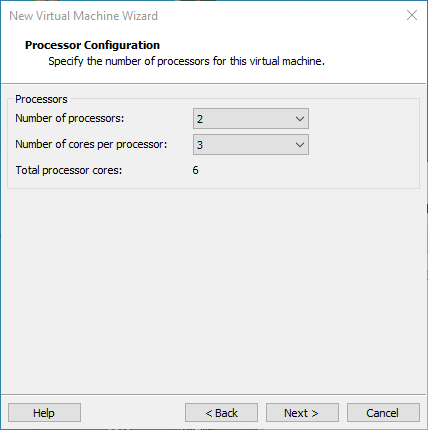 New Virtual Machine Wizard
Processor Configuration
Specify the number of processors for this virtual machine.
Processors
Number of processors: 2
Number of cores per processor: 3
Total processor cores: 6
Help < Back Next > Cancel